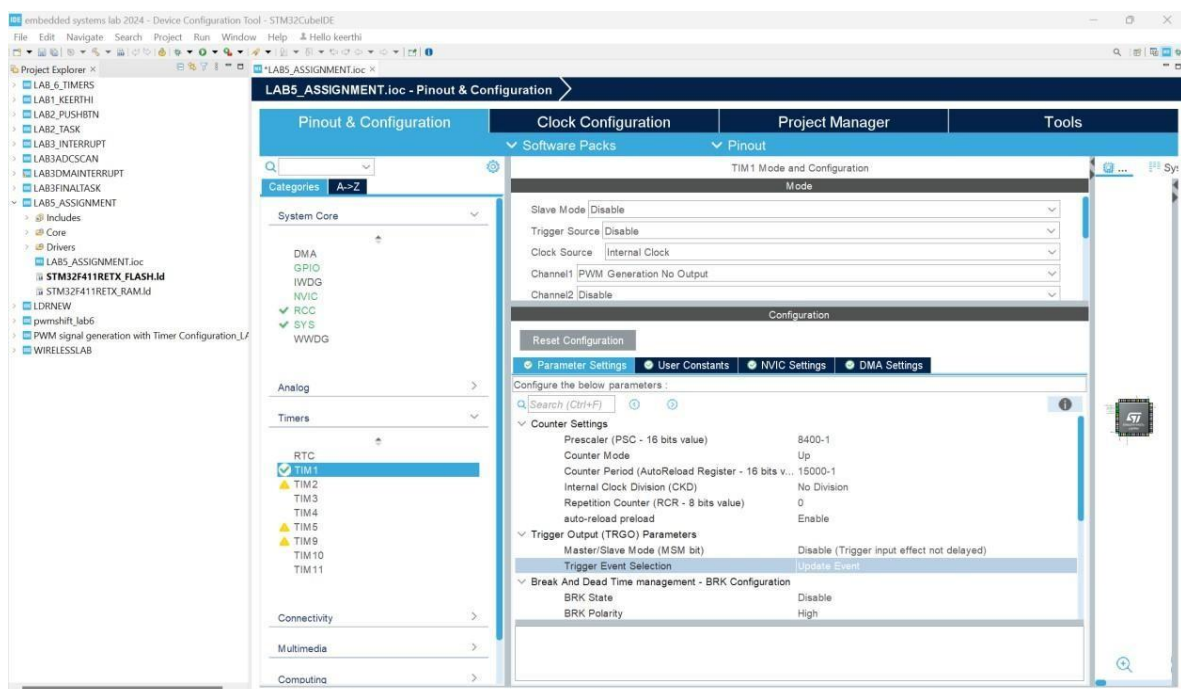 IDE embedded systems lab 2024 - Device Configuration Tool - STM32CubeIDE
File Edit Navigate Search Project Run Window Help Hello keerthi
Project Explorer ×
*LAB5_ASSIGNMENT.ioc ×
LAB_6_TIMERS
LAB1_KEERTHI
LAB2_PUSHBTN
LAB2_TASK
LAB3_INTERRUPT
LAB3ADCSCAN
LAB3DMAINTERRUPT
LAB3FINALTASK
LAB5_ASSIGNMENT
Includes
Core
Drivers
LAB5_ASSIGNMENT.ioc
STM32F411RETX_FLASH.ld
STM32F411RETX_RAM.ld
LDRNEW
pwmshift_lab6
PWM signal generation with Timer Configuration_LA
WIRELESSLAB
LAB5_ASSIGNMENT.ioc - Pinout & Configuration
Pinout & Configuration
Clock Configuration
Project Manager
Tools
Software Packs
Pinout
Categories A->Z
System Core
DMA
GPIO
IWDG
NVIC
RCC
SYS
WWDG
Analog
Timers
RTC
TIM1
TIM2
TIM3
TIM4
TIM5
TIM9
TIM10
TIM11
Connectivity
Multimedia
Computing
TIM1 Mode and Configuration
Mode
Slave Mode Disable
Trigger Source Disable
Clock Source Internal Clock
Channel1 PWM Generation No Output
Channel2 Disable
Configuration
Reset Configuration
Parameter Settings User Constants NVIC Settings DMA Settings
Configure the below parameters :
Search (Ctrl+F)
Counter Settings
Prescaler (PSC - 16 bits value) 8400-1
Counter Mode Up
Counter Period (AutoReload Register - 16 bits v... 15000-1
Internal Clock Division (CKD) No Division
Repetition Counter (RCR - 8 bits value) 0
auto-reload preload Enable
Trigger Output (TRGO) Parameters
Master/Slave Mode (MSM bit) Disable (Trigger input effect not delayed)
Trigger Event Selection Update Event
Break And Dead Time management - BRK Configuration
BRK State Disable
BRK Polarity High
... Sys